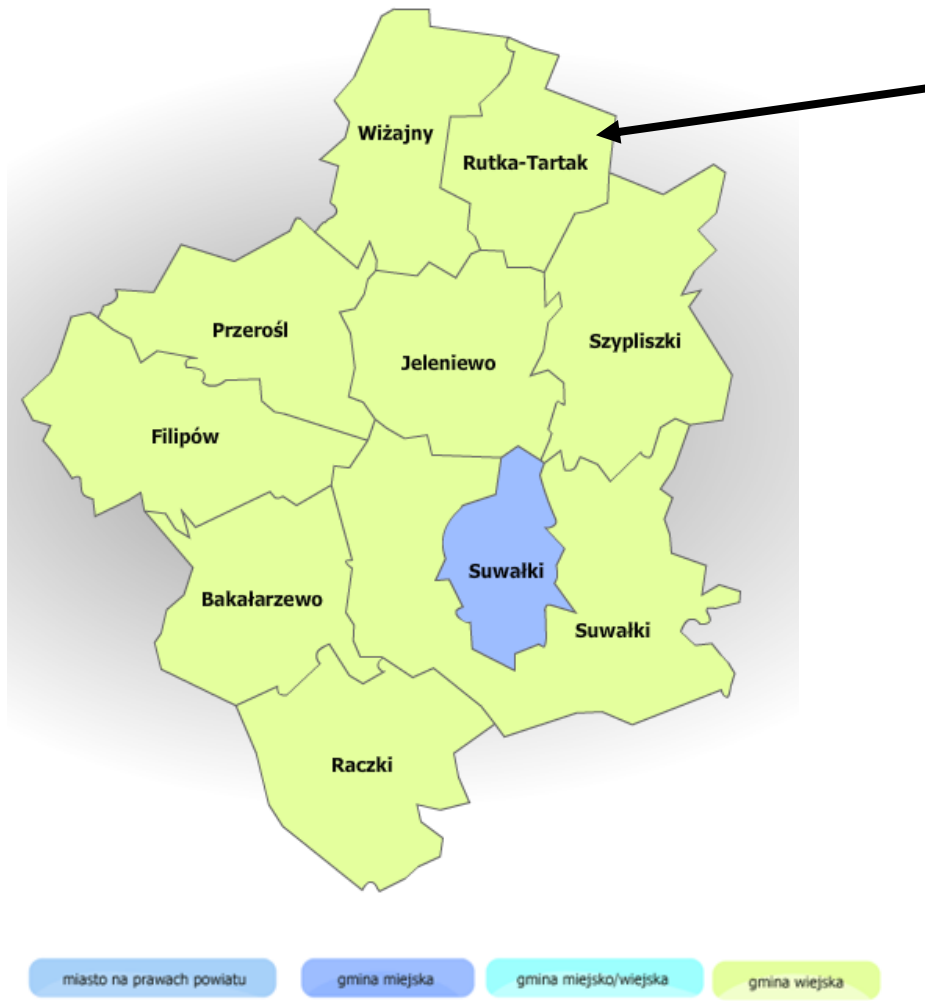 Wiżajny
Rutka-Tartak
Przerośl
Szypliszki
Jeleniewo
Filipów
Suwałki
Bakałarzewo
Suwałki
Raczki
miasto na prawach powiatu
gmina miejska
gmina miejsko/wiejska
gmina wiejska